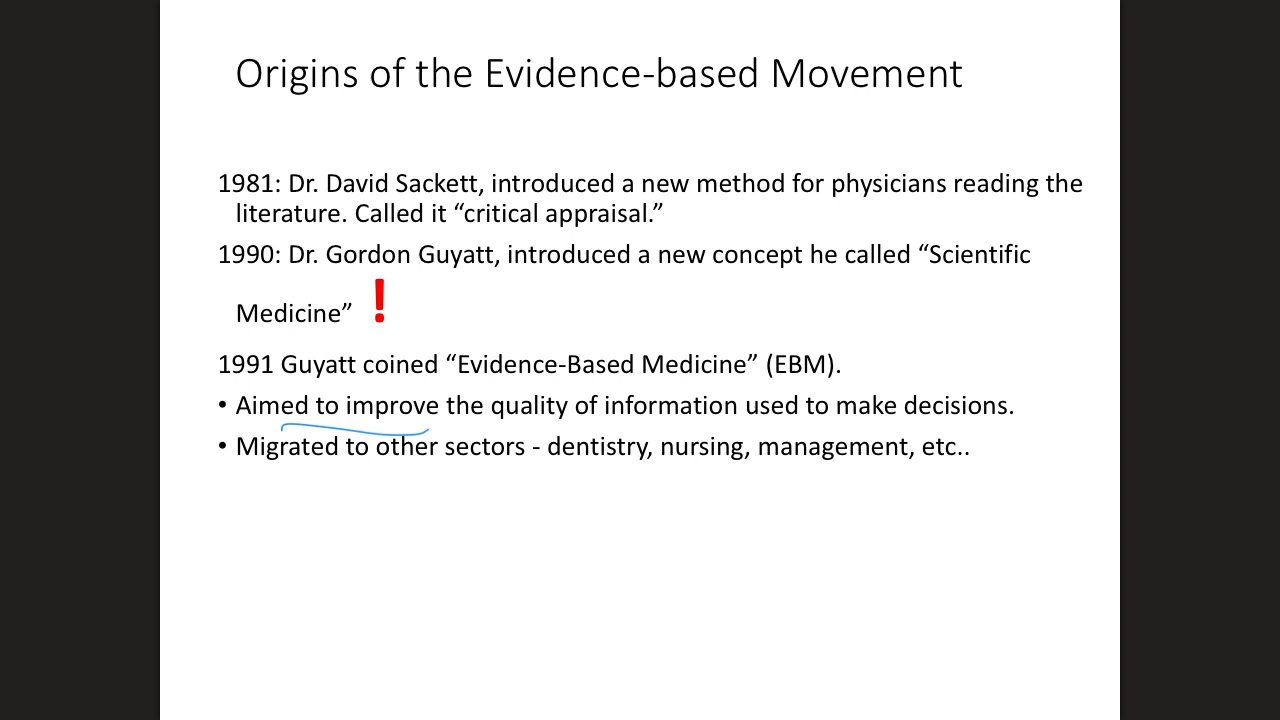 Origins of the Evidence-based Movement
1981: Dr. David Sackett, introduced a new method for physicians reading the
literature. Called it “critical appraisal.”
1990: Dr. Gordon Guyatt, introduced a new concept he called “Scientific
Medicine” !
1991 Guyatt coined “Evidence-Based Medicine” (EBM).
• Aimed to improve the quality of information used to make decisions.
• Migrated to other sectors - dentistry, nursing, management, etc..